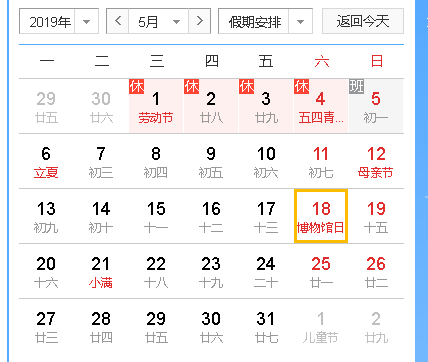 2019年 5月 假期安排 返回今天
一 二 三 四 五 六 日
休 休 休 休 班
29 30 1 2 3 4 5
廿五 廿六 劳动节 廿八 廿九 五四青... 初一
6 7 8 9 10 11 12
立夏 初三 初四 初五 初六 初七 母亲节
13 14 15 16 17 18 19
初九 初十 十一 十二 十三 博物馆日 十五
20 21 22 23 24 25 26
十六 小满 十八 十九 二十 廿一 廿二
27 28 29 30 31 1 2
廿三 廿四 廿五 廿六 廿七 儿童节 廿九